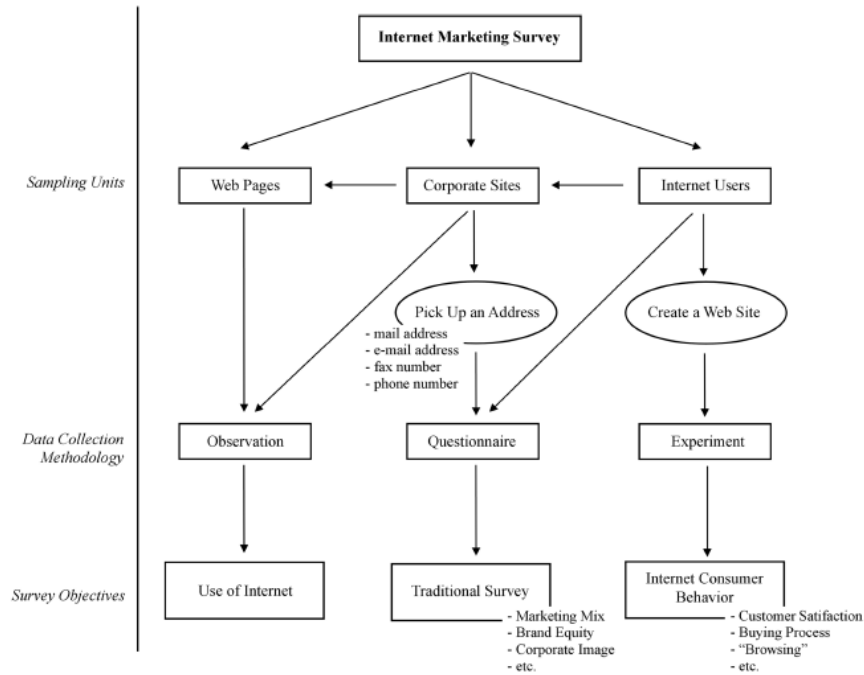 Internet Marketing Survey
Sampling Units
Web Pages
Corporate Sites
Internet Users
Pick Up an Address
- mail address
- e-mail address
- fax number
- phone number
Create a Web Site
Data Collection
Methodology
Observation
Questionnaire
Experiment
Survey Objectives
Use of Internet
Traditional Survey
- Marketing Mix
- Brand Equity
- Corporate Image
- etc.
Internet Consumer
Behavior
- Customer Satifaction
- Buying Process
- “Browsing”
- etc.